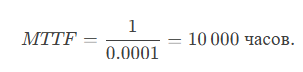 MTTF = 1/0.0001 = 10 000 часов.